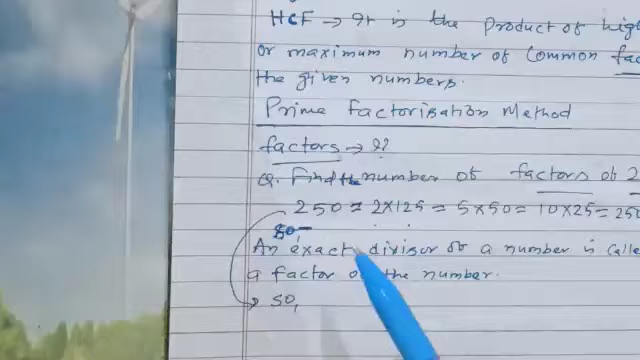 HCF → It is the Product of
or maximum number of Common
the given numbers.
Prime Factorisation Method
factors → ??
Q. Find the number of factors of 2
250 = 2×125 = 5×50 = 10×25 = 250
50
An exact divisor of a number is
a factor of the number.
→ SO,